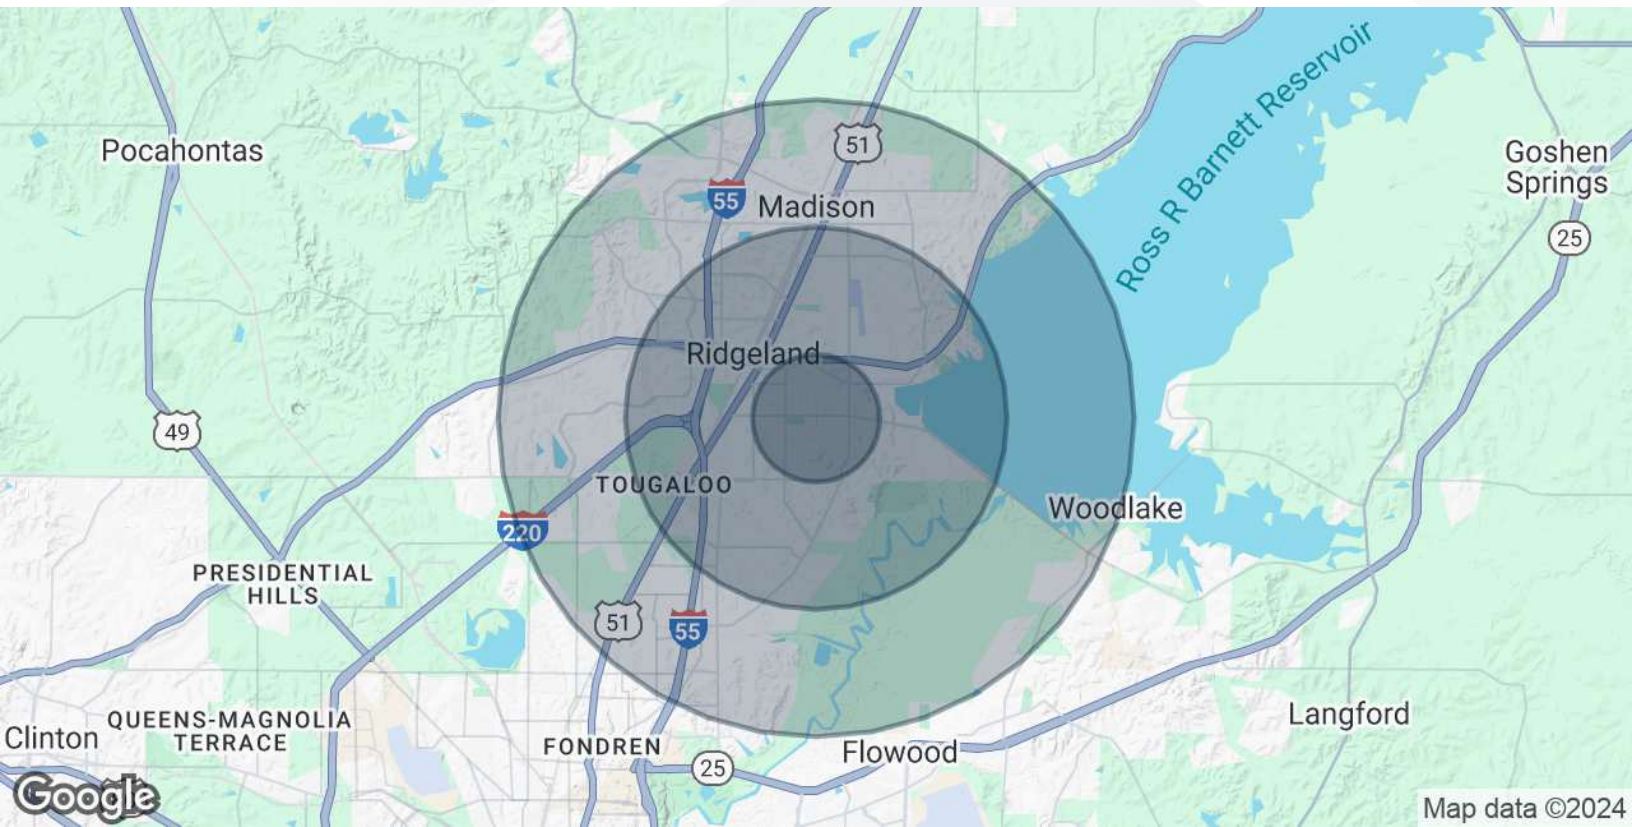 Ross R Barnett Reservoir
51
Pocahontas
Goshen
Springs
55
Madison
25
Ridgeland
49
TOUGALOO
Woodlake
220
PRESIDENTIAL
HILLS
51
55
Langford
QUEENS-MAGNOLIA
TERRACE
Clinton
FONDREN
Flowood
25
Google
Map data ©2024